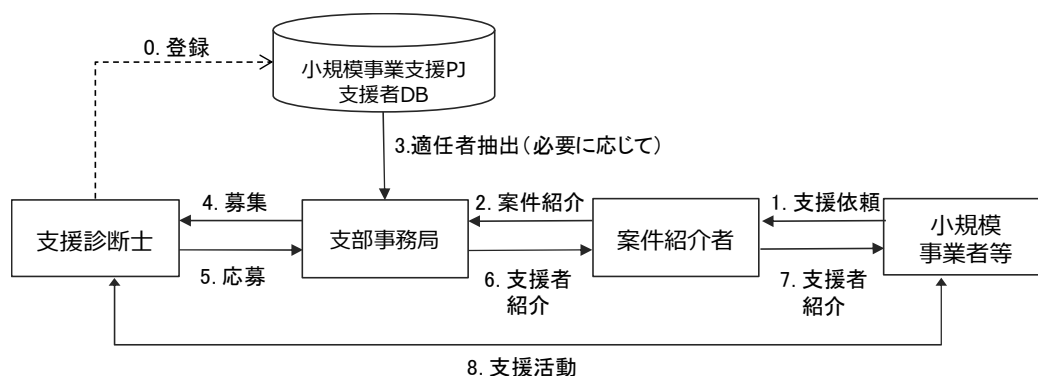 0. 登録
小規模事業支援PJ
支援者DB
3.適任者抽出（必要に応じて）
4. 募集
2. 案件紹介
1. 支援依頼
支援診断士
支部事務局
案件紹介者
小規模
事業者等
5. 応募
6. 支援者
紹介
7. 支援者
紹介
8. 支援活動